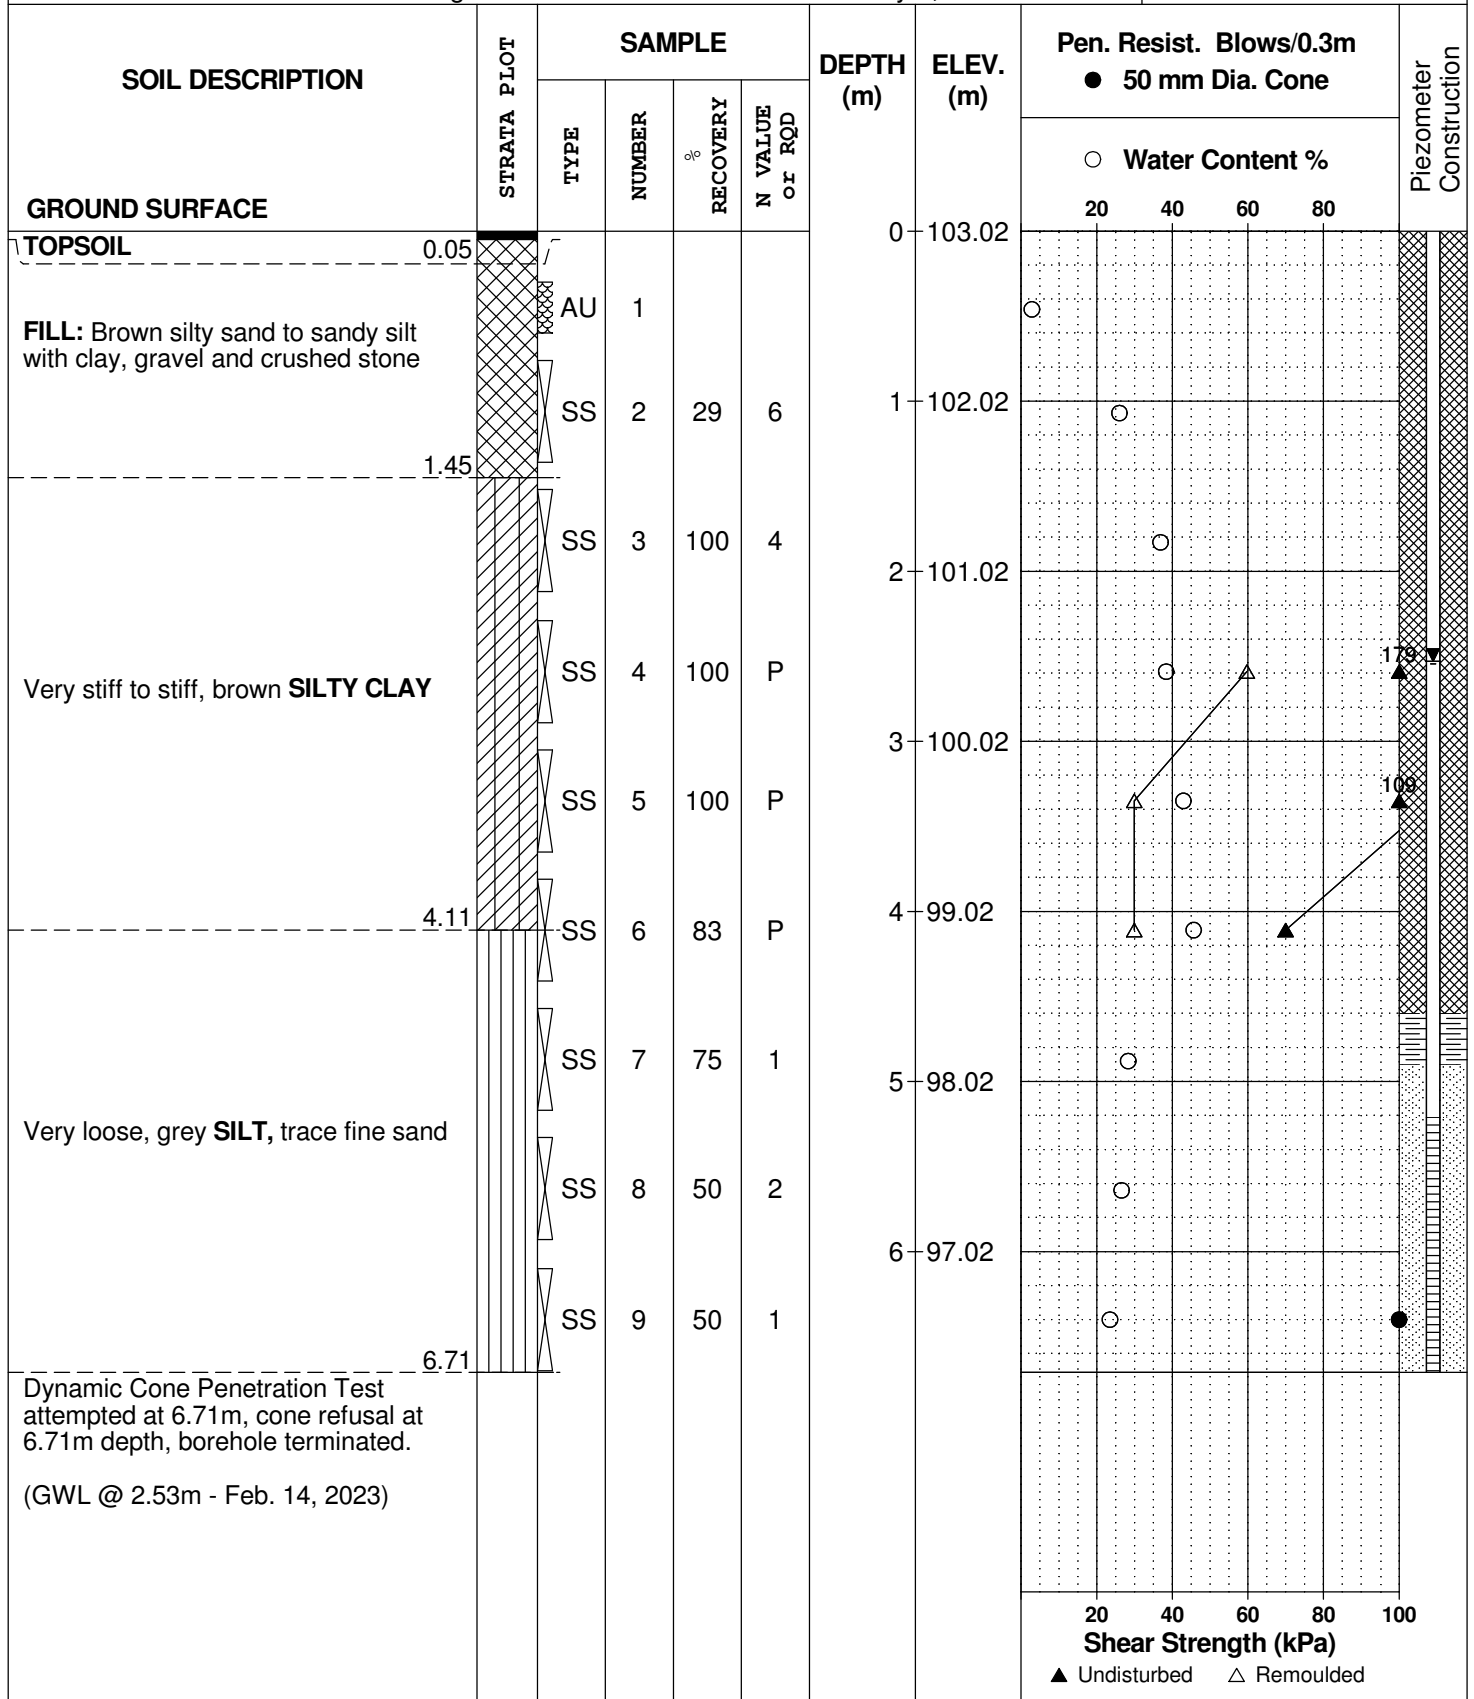 SOIL DESCRIPTION
GROUND SURFACE
STRATA PLOT
SAMPLE
TYPE
NUMBER
% RECOVERY
N VALUE or RQD
DEPTH (m)
ELEV. (m)
Pen. Resist. Blows/0.3m
● 50 mm Dia. Cone
○ Water Content %
20 40 60 80
Piezometer Construction
TOPSOIL 0.05
0 103.02
AU 1
FILL: Brown silty sand to sandy silt
with clay, gravel and crushed stone
SS 2 29 6
1 102.02
1.45
SS 3 100 4
2 101.02
179
SS 4 100 P
Very stiff to stiff, brown SILTY CLAY
3 100.02
109
SS 5 100 P
4 99.02
4.11
SS 6 83 P
SS 7 75 1
5 98.02
Very loose, grey SILT, trace fine sand
SS 8 50 2
6 97.02
SS 9 50 1
6.71
Dynamic Cone Penetration Test
attempted at 6.71m, cone refusal at
6.71m depth, borehole terminated.
(GWL @ 2.53m - Feb. 14, 2023)
20 40 60 80 100
Shear Strength (kPa)
▲ Undisturbed △ Remoulded